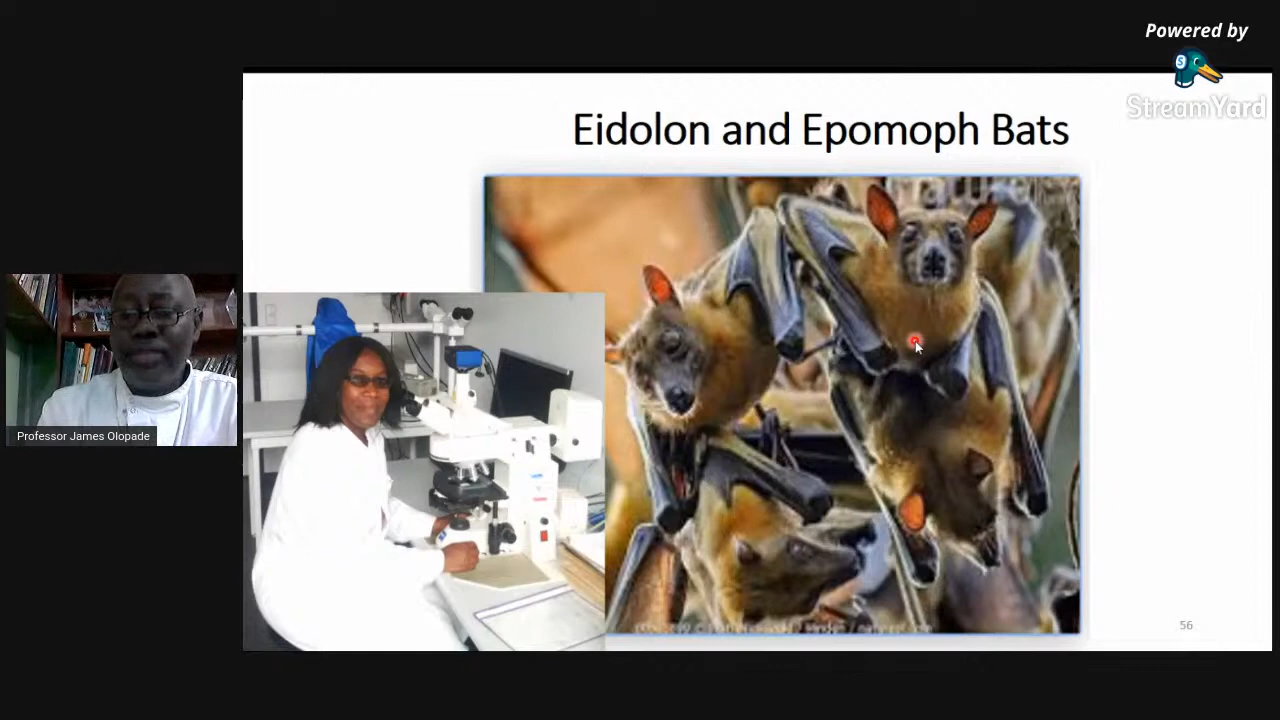 Powered by
StreamYard
Eidolon and Epomoph Bats
Professor James Olopade
56